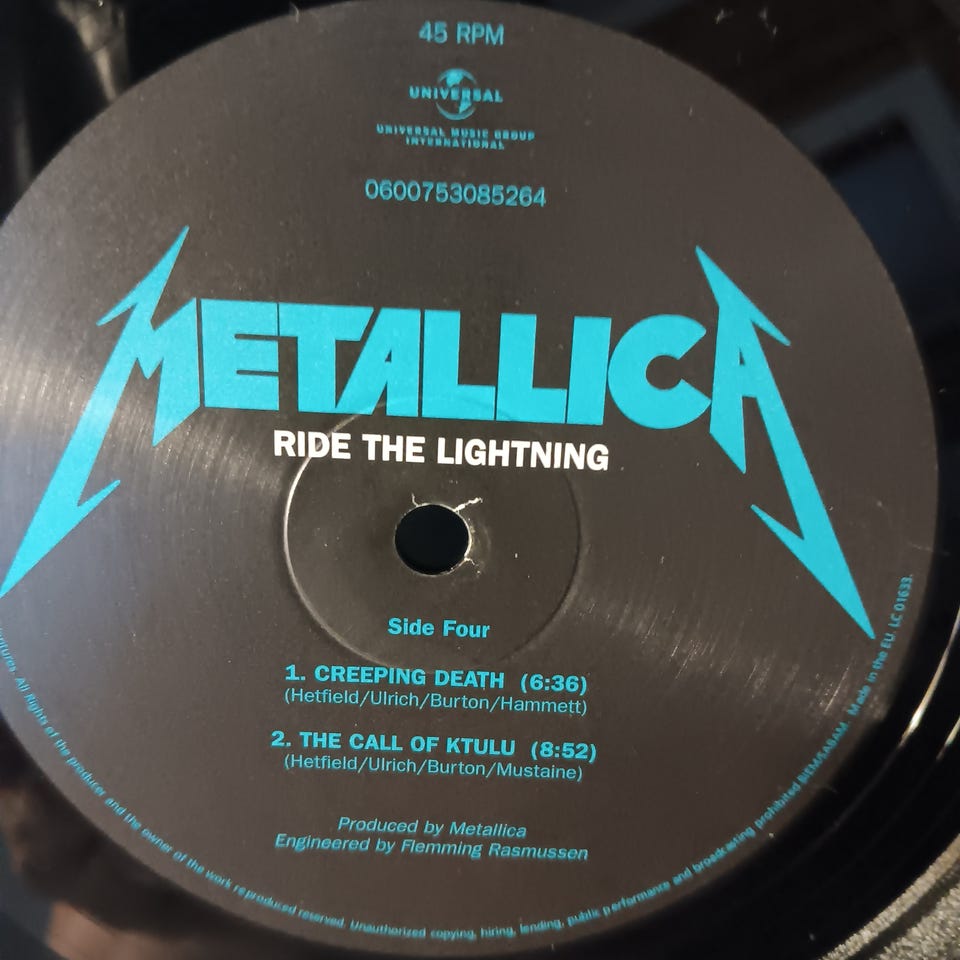 45 RPM
UNIVERSAL
UNIVERSAL MUSIC GROUP
INTERNATIONAL
0600753085264
METALLICA
RIDE THE LIGHTNING
Side Four
1. CREEPING DEATH (6:36)
(Hetfield/Ulrich/Burton/Hammett)
2. THE CALL OF KTULU (8:52)
(Hetfield/Ulrich/Burton/Mustaine)
Produced by Metallica
Engineered by Flemming Rasmussen
All Rights of the producer and the owner of the work reproduced reserved. Unauthorized copying, hiring, lending, public performance and broadcasting prohibited BIEM/SABAM. Made in the EU. LC 01633.